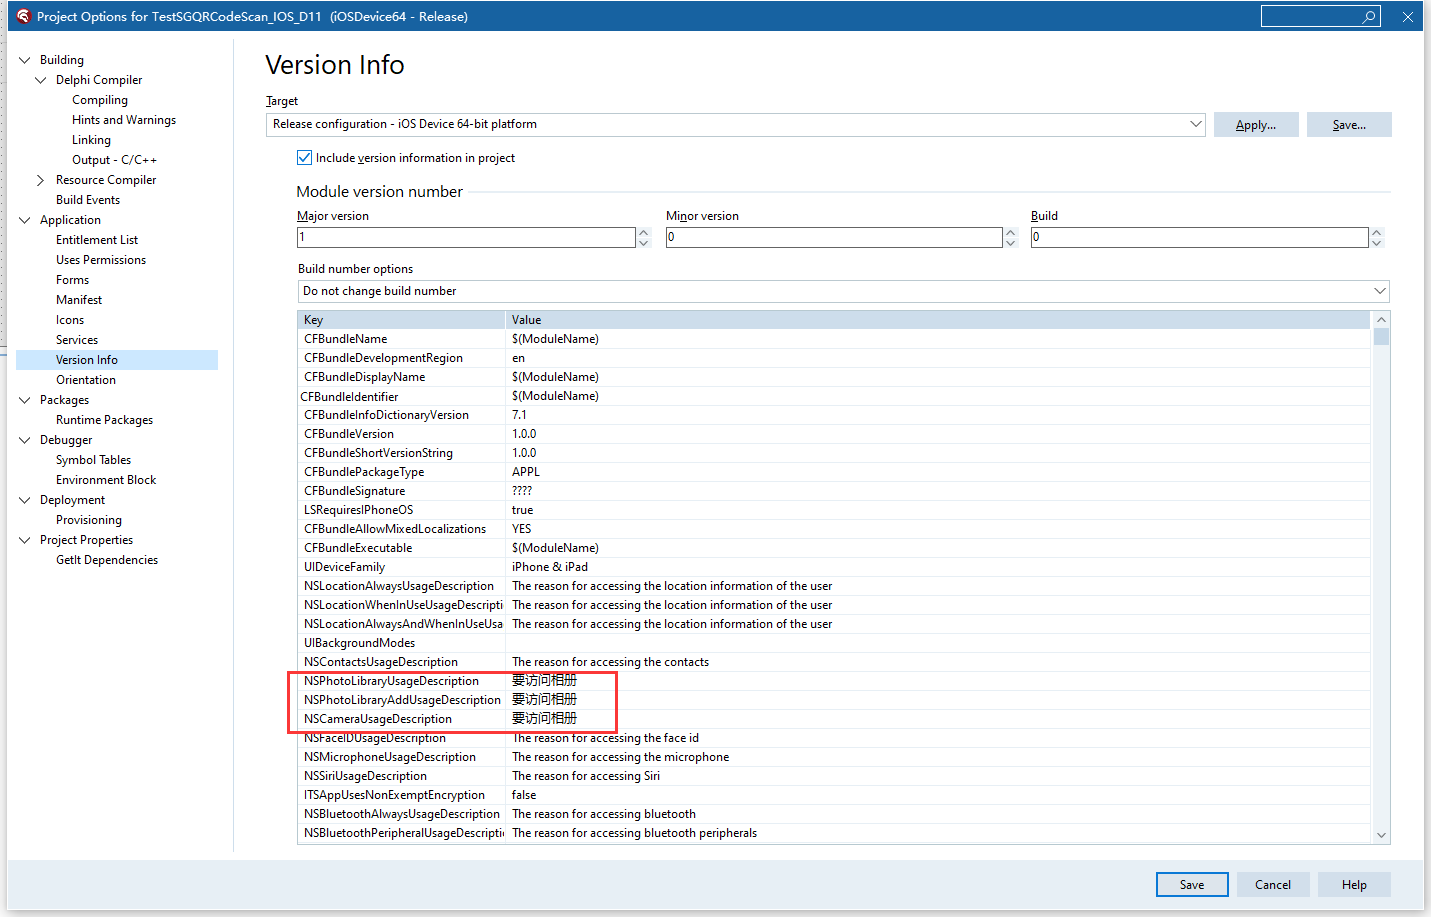 Project Options for TestSGQRCodeScan_IOS_D11 (iOSDevice64 - Release)
Building
Delphi Compiler
Compiling
Hints and Warnings
Linking
Output - C/C++
Resource Compiler
Build Events
Application
Entitlement List
Uses Permissions
Forms
Manifest
Icons
Services
Version Info
Orientation
Packages
Runtime Packages
Debugger
Symbol Tables
Environment Block
Deployment
Provisioning
Project Properties
GetIt Dependencies
Version Info
Target
Release configuration - iOS Device 64-bit platform
Apply...
Save...
Include version information in project
Module version number
Major version
Minor version
Build
1
0
0
Build number options
Do not change build number
Key Value
CFBundleName $(ModuleName)
CFBundleDevelopmentRegion en
CFBundleDisplayName $(ModuleName)
CFBundleIdentifier $(ModuleName)
CFBundleInfoDictionaryVersion 7.1
CFBundleVersion 1.0.0
CFBundleShortVersionString 1.0.0
CFBundlePackageType APPL
CFBundleSignature ????
LSRequiresIPhoneOS true
CFBundleAllowMixedLocalizations YES
CFBundleExecutable $(ModuleName)
UIDeviceFamily iPhone & iPad
NSLocationAlwaysUsageDescription The reason for accessing the location information of the user
NSLocationWhenInUseUsageDescripti The reason for accessing the location information of the user
NSLocationAlwaysAndWhenInUseUsa The reason for accessing the location information of the user
UIBackgroundModes
NSContactsUsageDescription The reason for accessing the contacts
NSPhotoLibraryUsageDescription 要访问相册
NSPhotoLibraryAddUsageDescription 要访问相册
NSCameraUsageDescription 要访问相册
NSFaceIDUsageDescription The reason for accessing the face id
NSMicrophoneUsageDescription The reason for accessing the microphone
NSSiriUsageDescription The reason for accessing Siri
ITSAppUsesNonExemptEncryption false
NSBluetoothAlwaysUsageDescription The reason for accessing bluetooth
NSBluetoothPeripheralUsageDescripti The reason for accessing bluetooth peripherals
Save
Cancel
Help